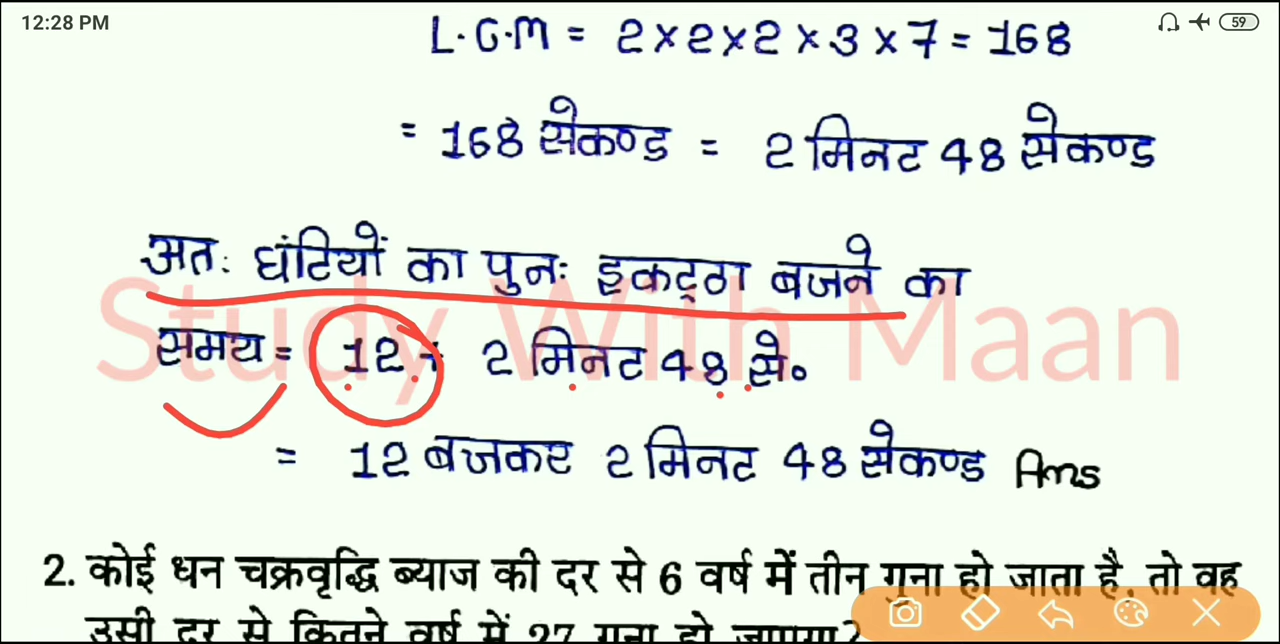 12:28 PM
59
L.C.M = 2×2×2×3×7 = 168
= 168 सेकण्ड = 2 मिनट 48 सेकण्ड
अतः घंटियों का पुनः इकट्ठा बजने का
समय = 12 + 2 मिनट 48 से०
Study With Maan
= 12 बजकर 2 मिनट 48 सेकण्ड Ans
2. कोई धन चक्रवृद्धि ब्याज की दर से 6 वर्ष में तीन गुना हो जाता है, तो वह
उसी दर से कितने वर्ष में 27 गुना हो जाएगा?